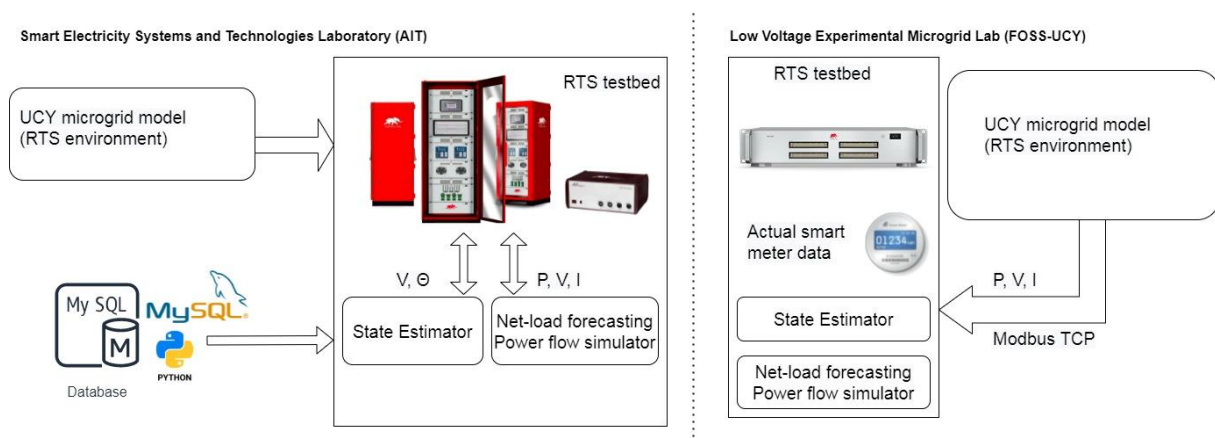 Smart Electricity Systems and Technologies Laboratory (AIT)
UCY microgrid model
(RTS environment)
RTS testbed
V, Θ
P, V, I
State Estimator
Net-load forecasting
Power flow simulator
My SQL
M
MySQL®
PYTHON
Database
Low Voltage Experimental Microgrid Lab (FOSS-UCY)
RTS testbed
UCY microgrid model
(RTS environment)
Actual smart
meter data
01234
P, V, I
State Estimator
Modbus TCP
Net-load forecasting
Power flow simulator